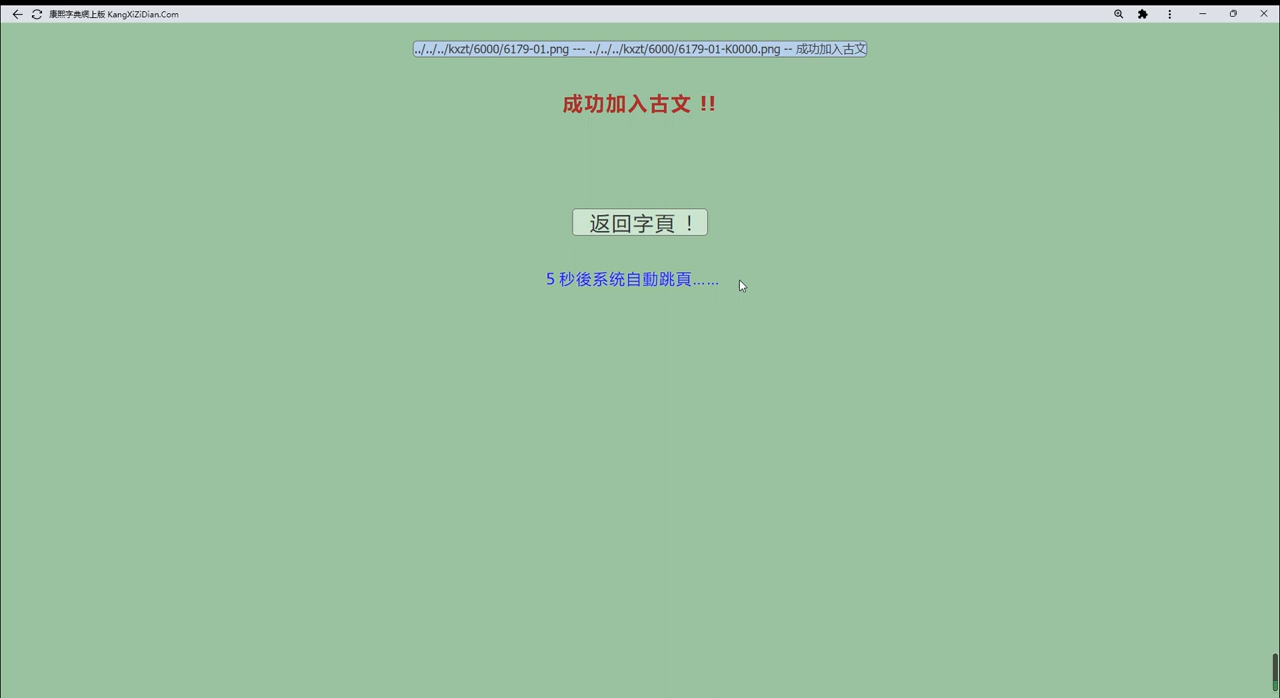 康熙字典網上版 KangXiZiDian.Com
../../../kxzt/6000/6179-01.png --- ../../../kxzt/6000/6179-01-K0000.png -- 成功加入古文
成功加入古文 !!
返回字頁 ！
5 秒後系统自動跳頁……